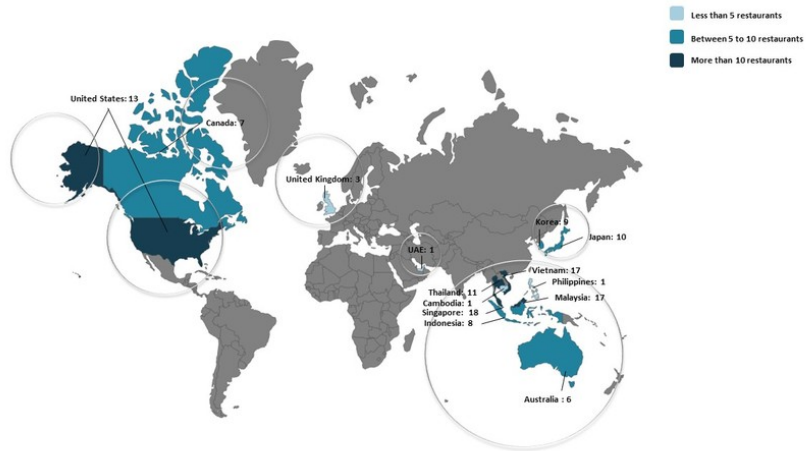 Less than 5 restaurants
Between 5 to 10 restaurants
More than 10 restaurants
United States: 13
Canada: 7
United Kingdom: 3
Korea: 9
Japan: 10
UAE: 1
Vietnam: 17
Philippines: 1
Thailand: 11
Malaysia: 17
Cambodia: 1
Singapore: 18
Indonesia: 8
Australia : 6